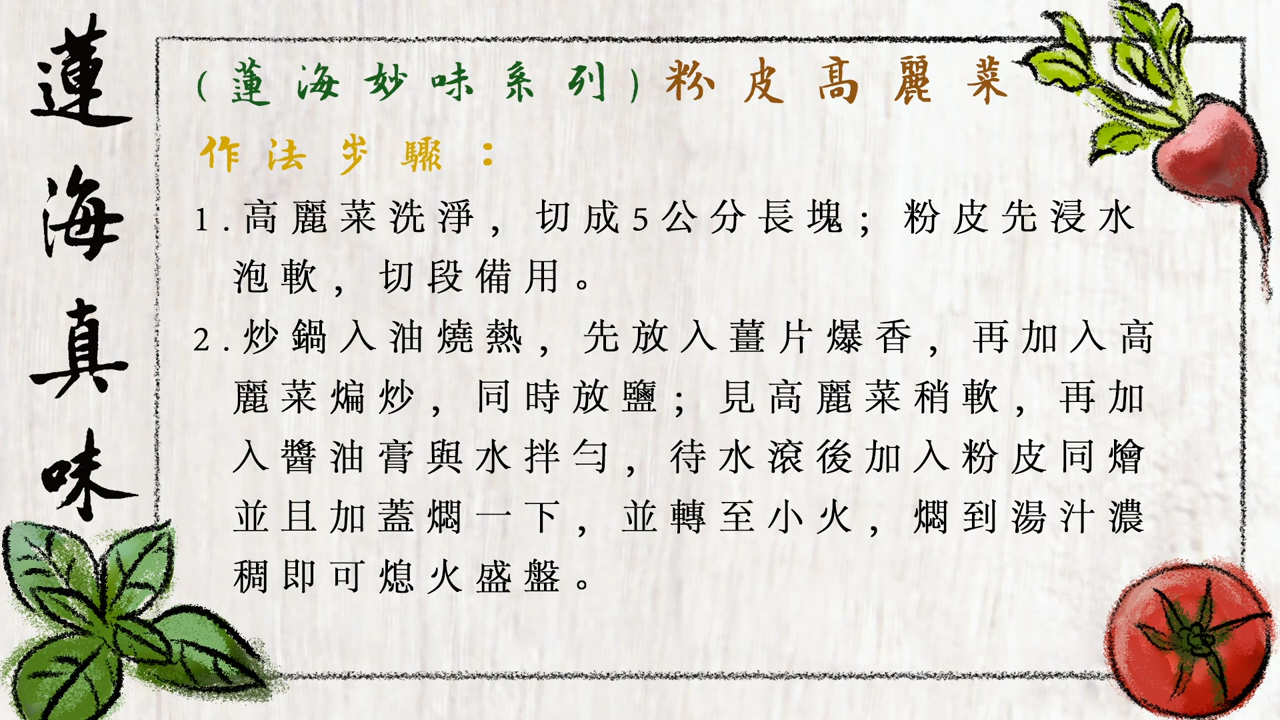 蓮海真味
(蓮海妙味系列)粉皮高麗菜
作法步驟：
1.高麗菜洗淨，切成5公分長塊；粉皮先浸水
泡軟，切段備用。
2.炒鍋入油燒熱，先放入薑片爆香，再加入高
麗菜煸炒，同時放鹽；見高麗菜稍軟，再加
入醬油膏與水拌勻，待水滾後加入粉皮同燴
並且加蓋燜一下，並轉至小火，燜到湯汁濃
稠即可熄火盛盤。